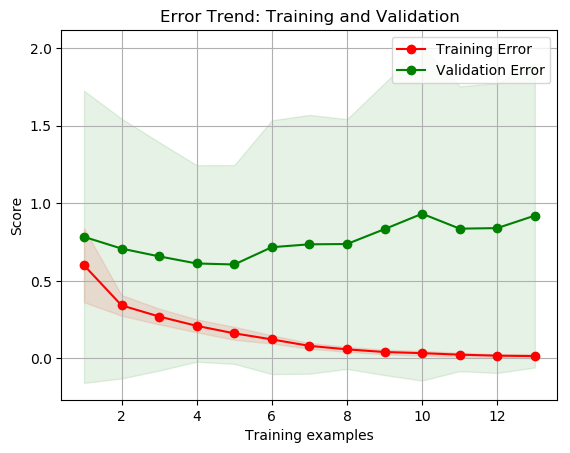 Error Trend: Training and Validation
Training Error
Validation Error
Score
2.0
1.5
1.0
0.5
0.0
2
4
6
8
10
12
Training examples